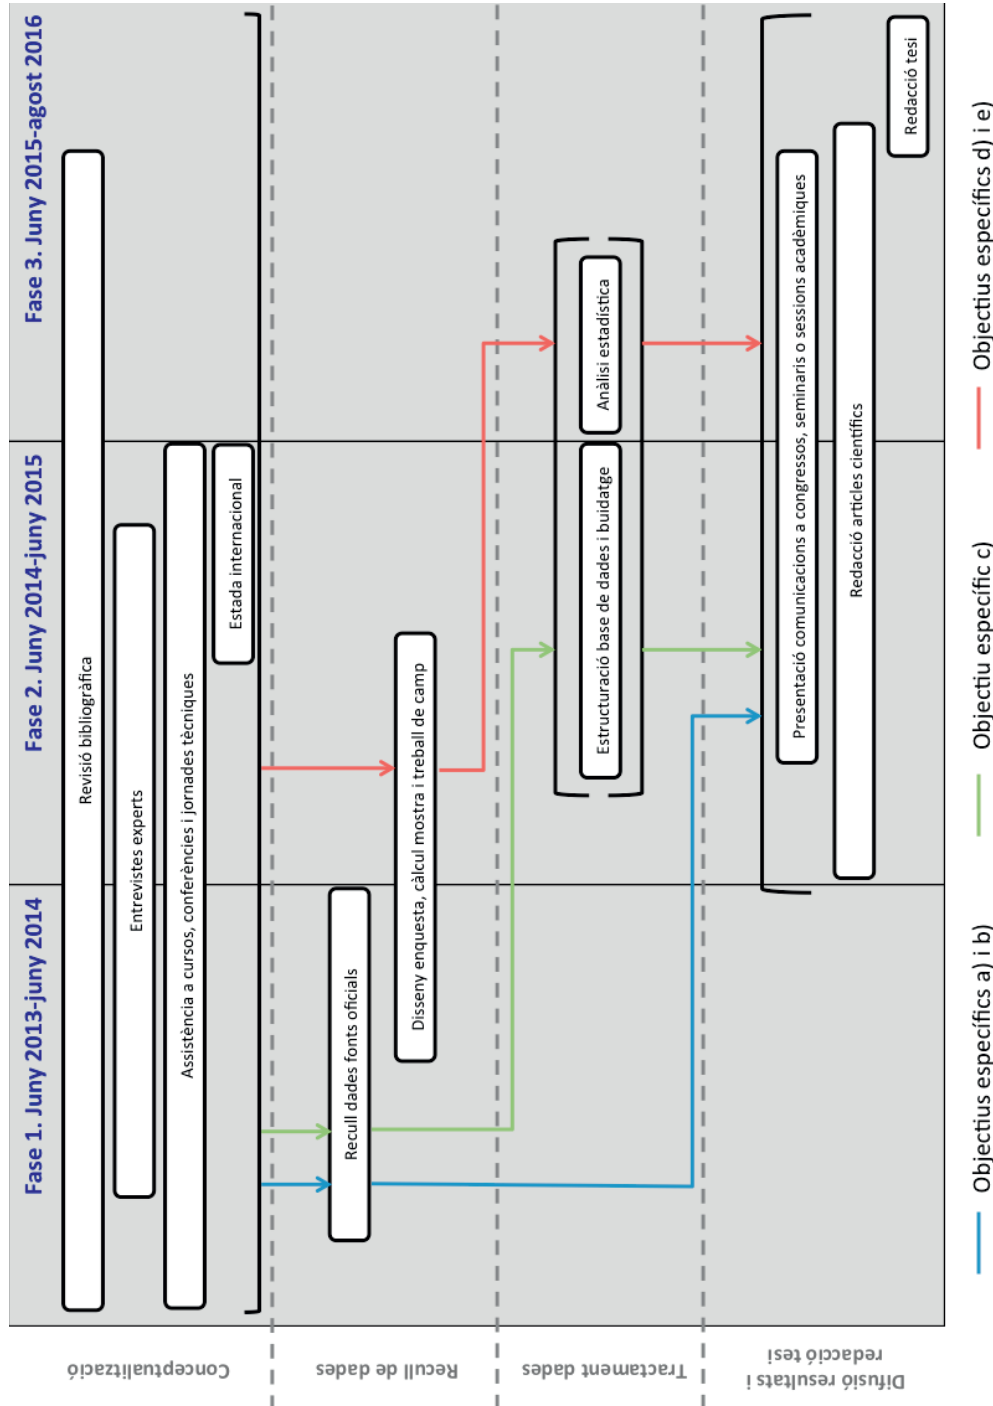 Fase 1. Juny 2013-juny 2014
Fase 2. Juny 2014-juny 2015
Fase 3. Juny 2015-agost 2016
Conceptualització
Revisió bibliogràfica
Entrevistes experts
Assistència a cursos, conferències i jornades tècniques
Estada internacional
Recull de dades
Recull dades fonts oficials
Disseny enquesta, càlcul mostra i treball de camp
Tractament dades
Estructuració base de dades i buidatge
Anàlisi estadística
Difusió resultats i
redacció tesi
Presentació comunicacions a congressos, seminaris o sessions acadèmiques
Redacció articles científics
Redacció tesi
Objectius específics a) i b)
Objectiu específic c)
Objectius específics d) i e)